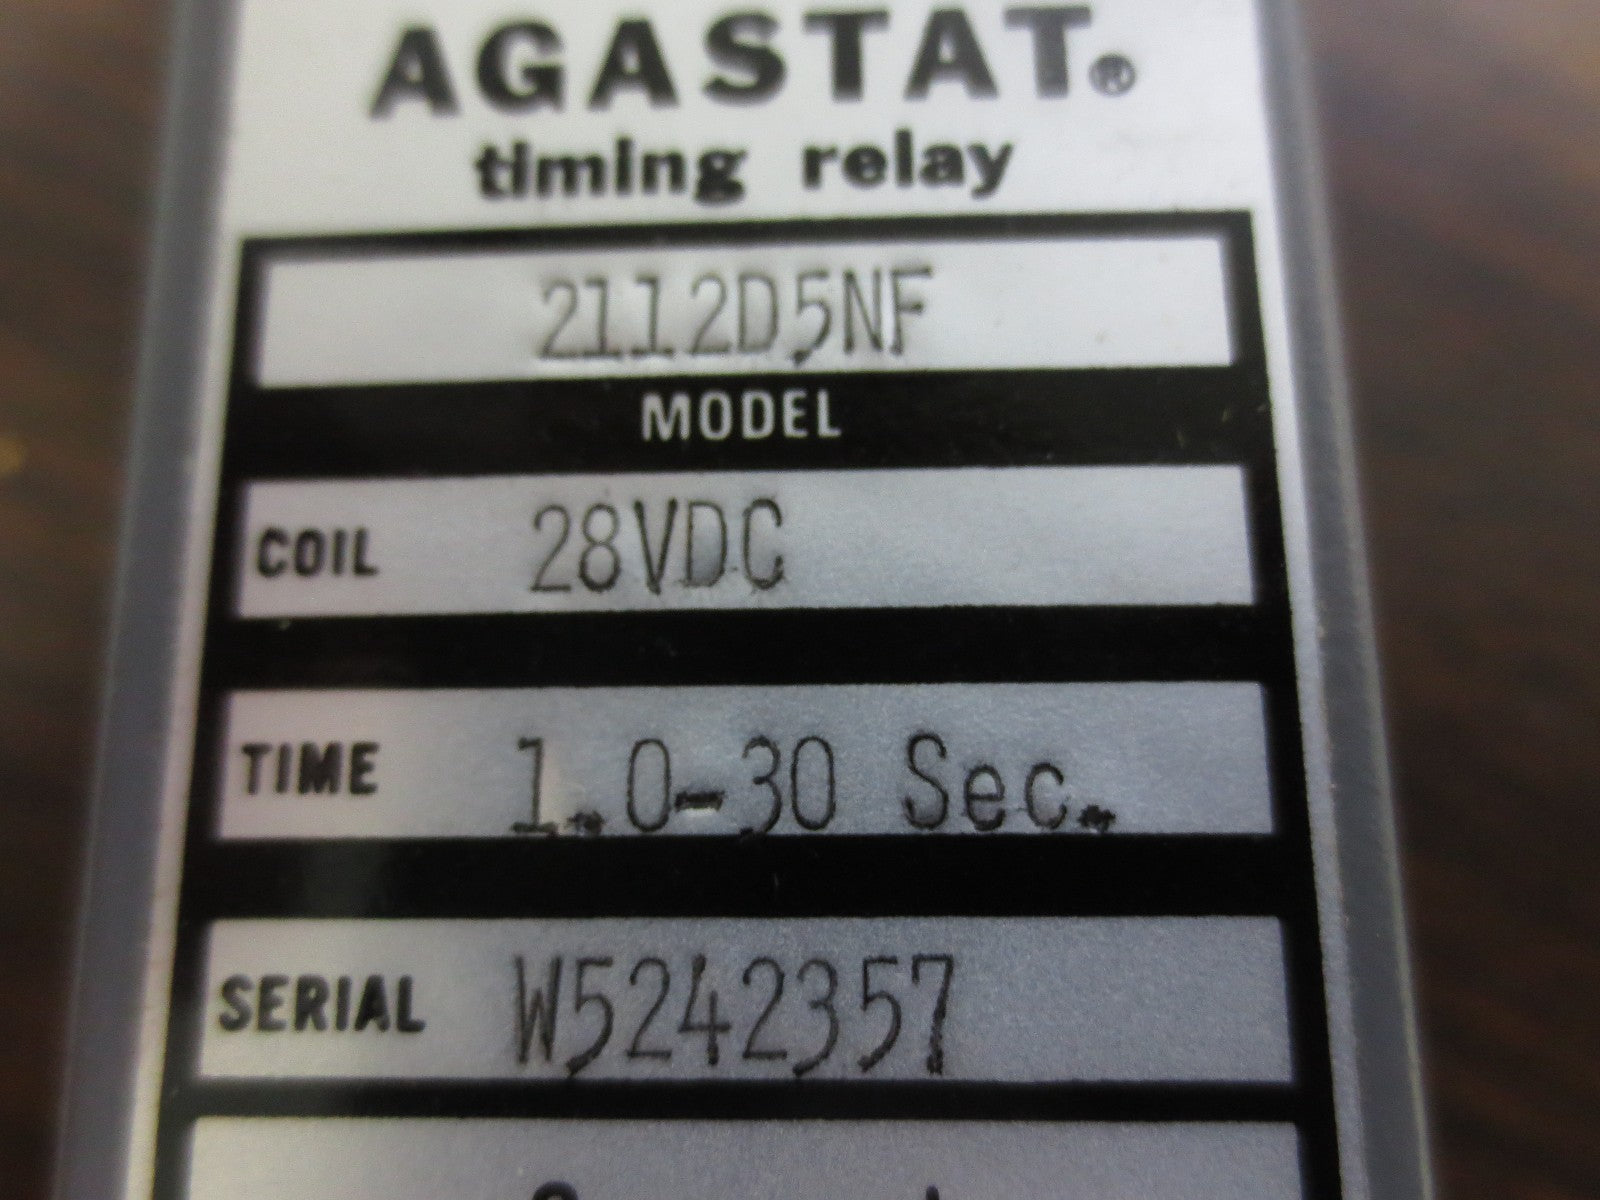 AGASTAT®
timing relay
2112D5NF
MODEL
COIL 28VDC
TIME 1.0-30 Sec.
SERIAL W5242357